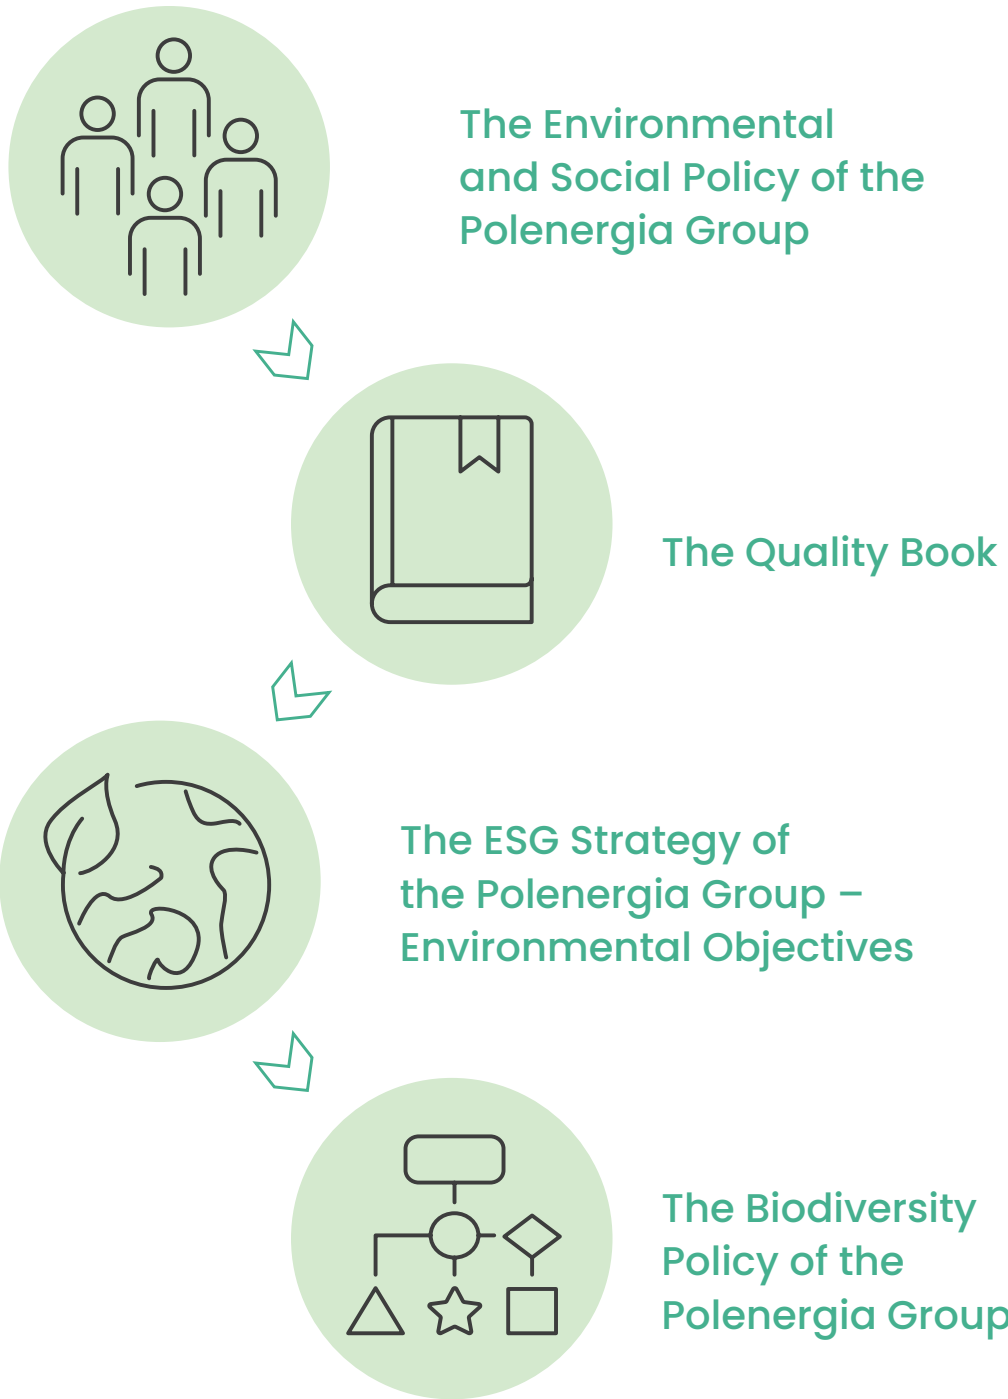 The Environmental
and Social Policy of the
Polenergia Group
The Quality Book
The ESG Strategy of
the Polenergia Group –
Environmental Objectives
The Biodiversity
Policy of the
Polenergia Group